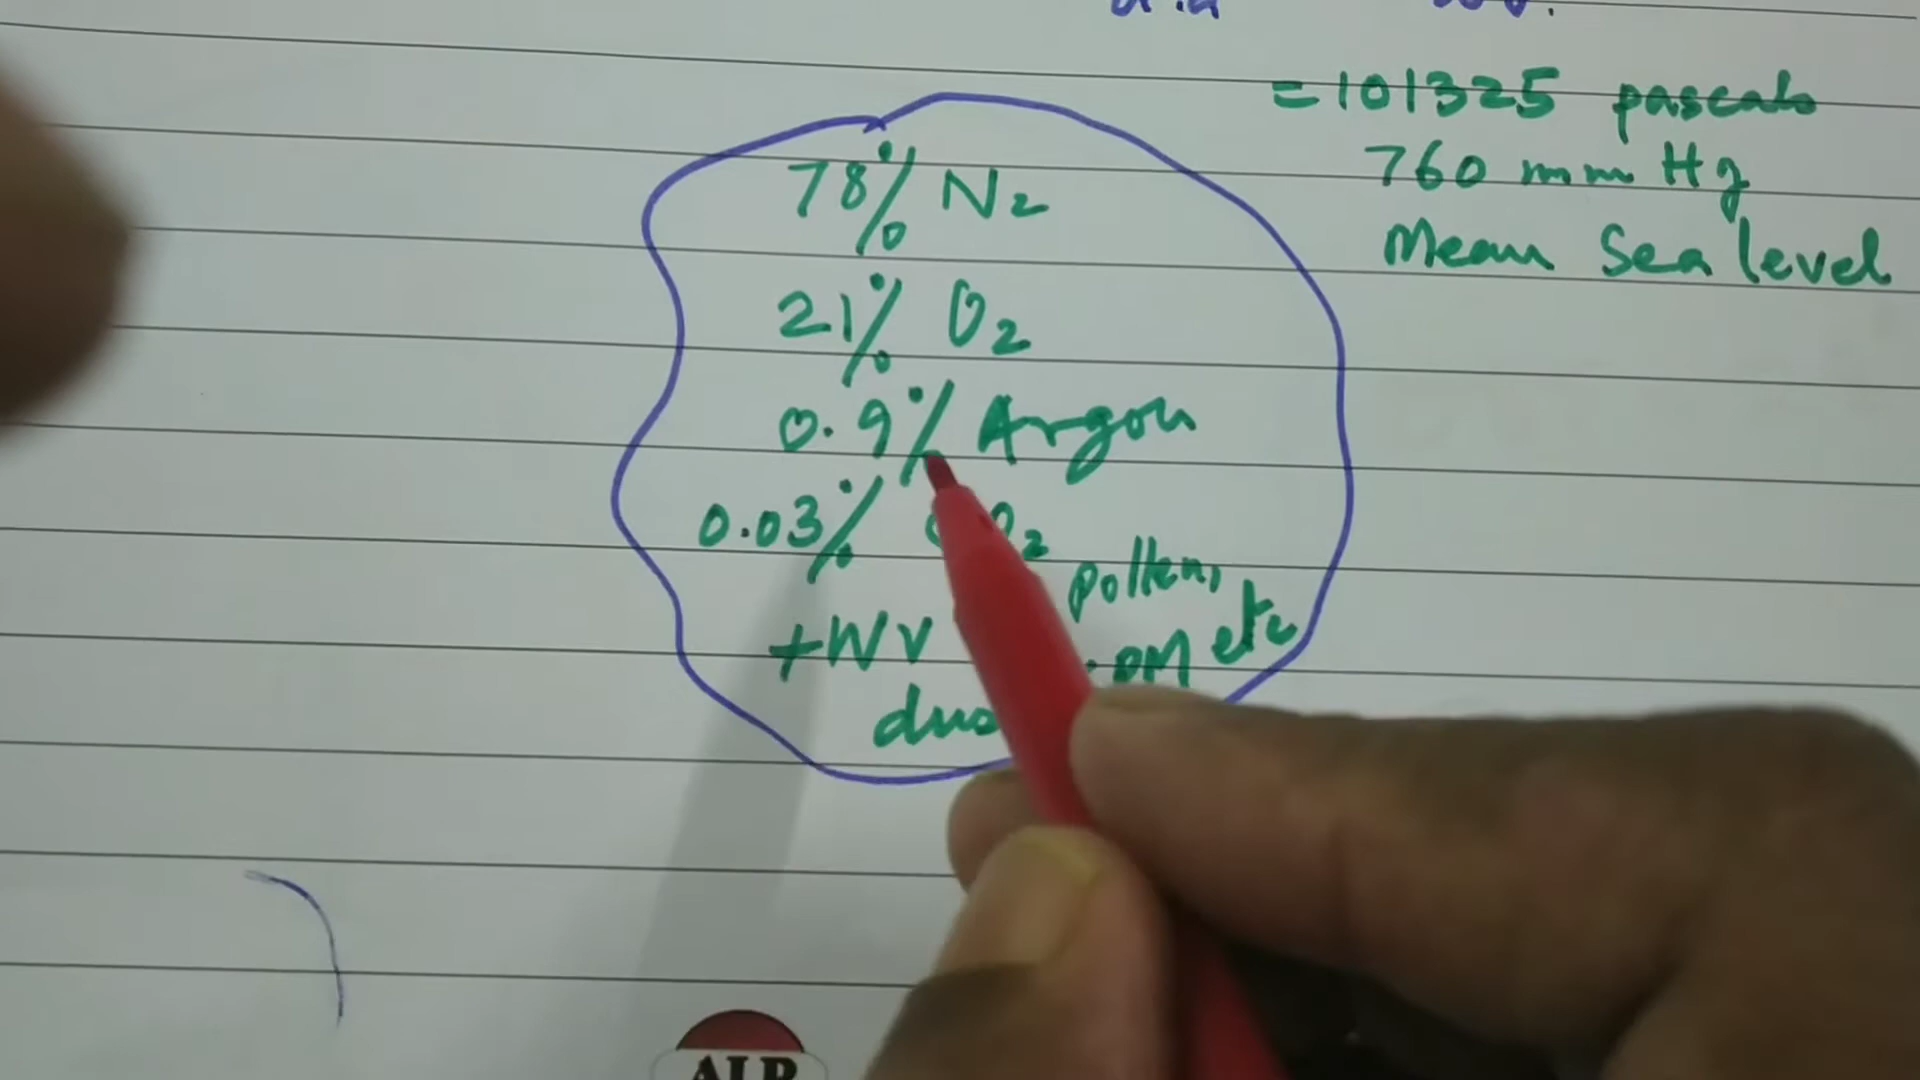 = 101325 pascals
760 mm Hg
Mean Sea level
78% N2
21% O2
0.9% Argon
0.03%
pollen,
+WV
PM etc